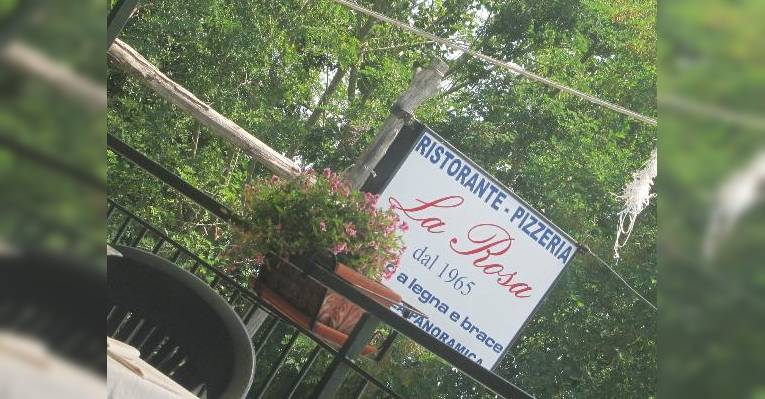 RISTORANTE - PIZZERIA
La Rosa
dal 1965
a legna e brace
PANORAMICA